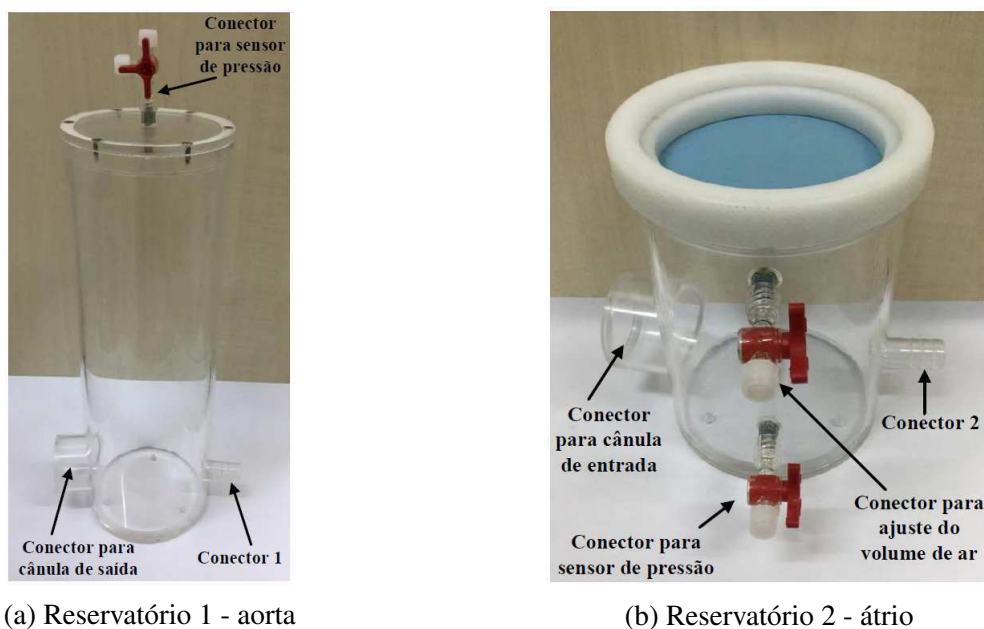 Conector
para sensor
de pressão
Conector para
cânula de saída
Conector 1
(a) Reservatório 1 - aorta
Conector
para cânula
de entrada
Conector 2
Conector para
sensor de pressão
Conector para
ajuste do
volume de ar
(b) Reservatório 2 - átrio